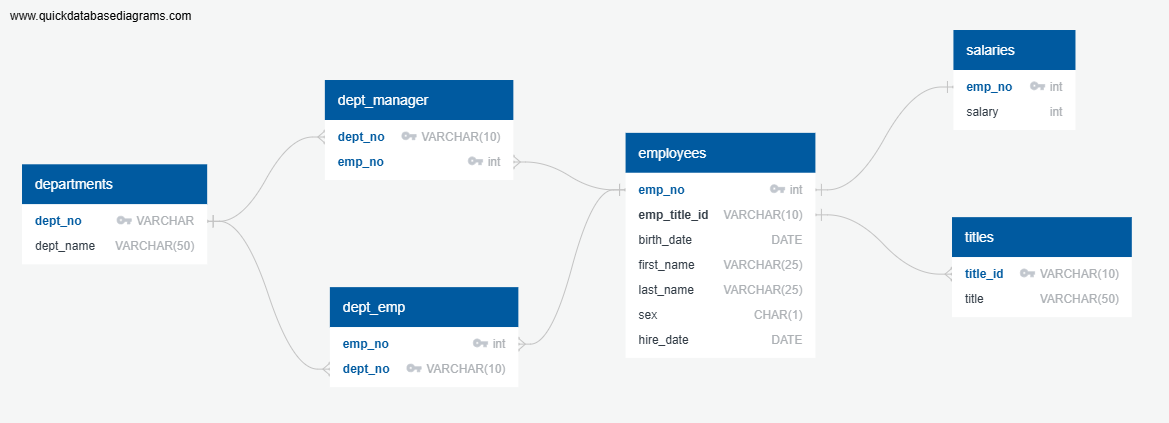 www.quickdatabasediagrams.com
departments
dept_no VARCHAR
dept_name VARCHAR(50)
dept_manager
dept_no VARCHAR(10)
emp_no int
dept_emp
emp_no int
dept_no VARCHAR(10)
employees
emp_no int
emp_title_id VARCHAR(10)
birth_date DATE
first_name VARCHAR(25)
last_name VARCHAR(25)
sex CHAR(1)
hire_date DATE
salaries
emp_no int
salary int
titles
title_id VARCHAR(10)
title VARCHAR(50)